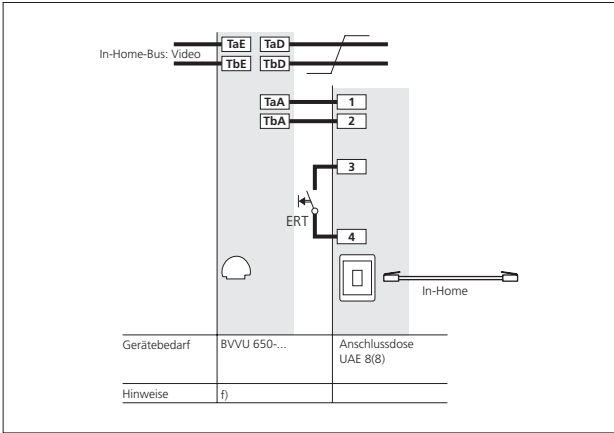 TaE TaD
In-Home-Bus: Video
TbE TbD
TaA 1
TbA 2
3
ERT
4
In-Home
Gerätebedarf BVVU 650-... Anschlussdose
UAE 8(8)
Hinweise f)